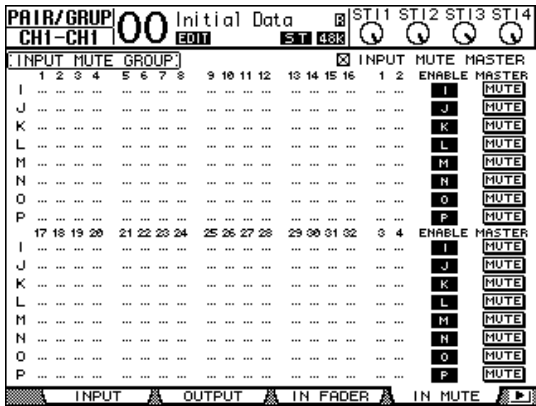 PAIR/GRUP 00 Initial Data R STI1 STI2 STI3 STI4
CH1-CH1 EDIT ST 48K
INPUT MUTE GROUP INPUT MUTE MASTER
1 2 3 4 5 6 7 8 9 10 11 12 13 14 15 16 1 2 ENABLE MASTER
I I MUTE
J J MUTE
K K MUTE
L L MUTE
M M MUTE
N N MUTE
O O MUTE
P P MUTE
17 18 19 20 21 22 23 24 25 26 27 28 29 30 31 32 3 4 ENABLE MASTER
I I MUTE
J J MUTE
K K MUTE
L L MUTE
M M MUTE
N N MUTE
O O MUTE
P P MUTE
INPUT OUTPUT IN FADER IN MUTE